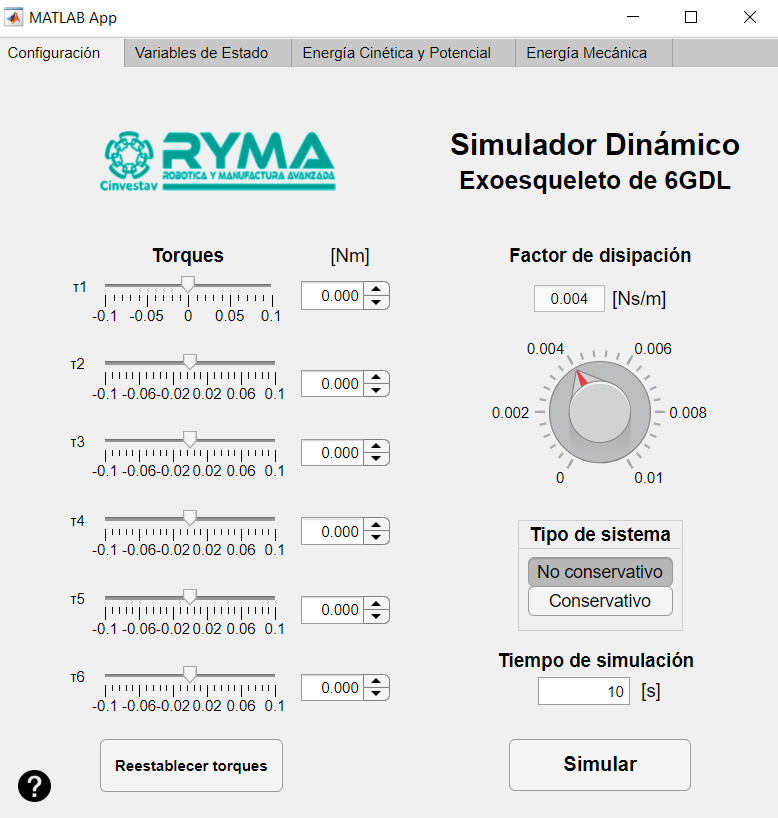 MATLAB App
Configuración Variables de Estado Energía Cinética y Potencial Energía Mecánica
RYMA
ROBOTICA Y MANUFACTURA AVANZADA
Cinvestav
Simulador Dinámico
Exoesqueleto de 6GDL
Torques [Nm]
τ1 0.000
-0.1 -0.05 0 0.05 0.1
τ2 0.000
-0.1 -0.06 -0.02 0.02 0.06 0.1
τ3 0.000
-0.1 -0.06 -0.02 0.02 0.06 0.1
τ4 0.000
-0.1 -0.06 -0.02 0.02 0.06 0.1
τ5 0.000
-0.1 -0.06 -0.02 0.02 0.06 0.1
τ6 0.000
-0.1 -0.06 -0.02 0.02 0.06 0.1
Reestablecer torques
?
Factor de disipación
0.004 [Ns/m]
0.004 0.006
0.002 0.008
0 0.01
Tipo de sistema
No conservativo
Conservativo
Tiempo de simulación
10 [s]
Simular